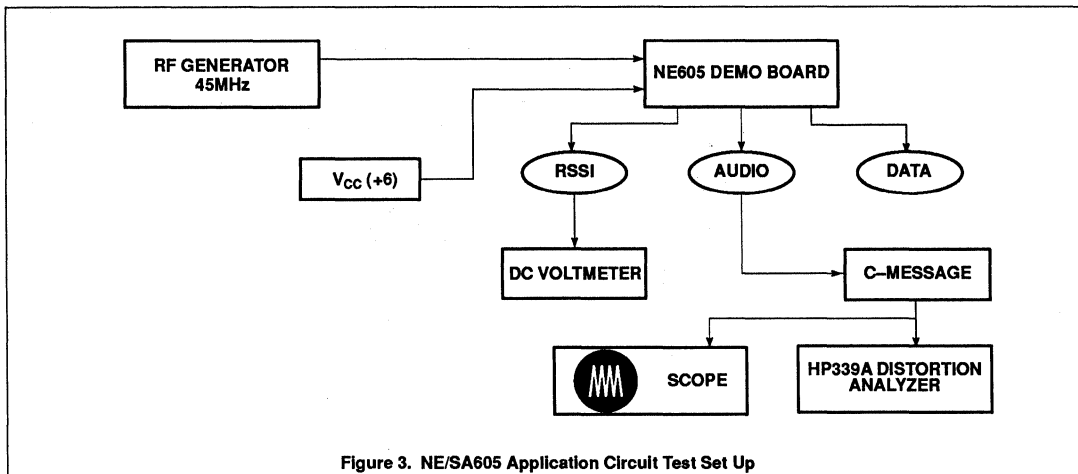 RF GENERATOR
45MHz
NE605 DEMO BOARD
VCC (+6)
RSSI
AUDIO
DATA
DC VOLTMETER
C–MESSAGE
SCOPE
HP339A DISTORTION
ANALYZER
Figure 3. NE/SA605 Application Circuit Test Set Up